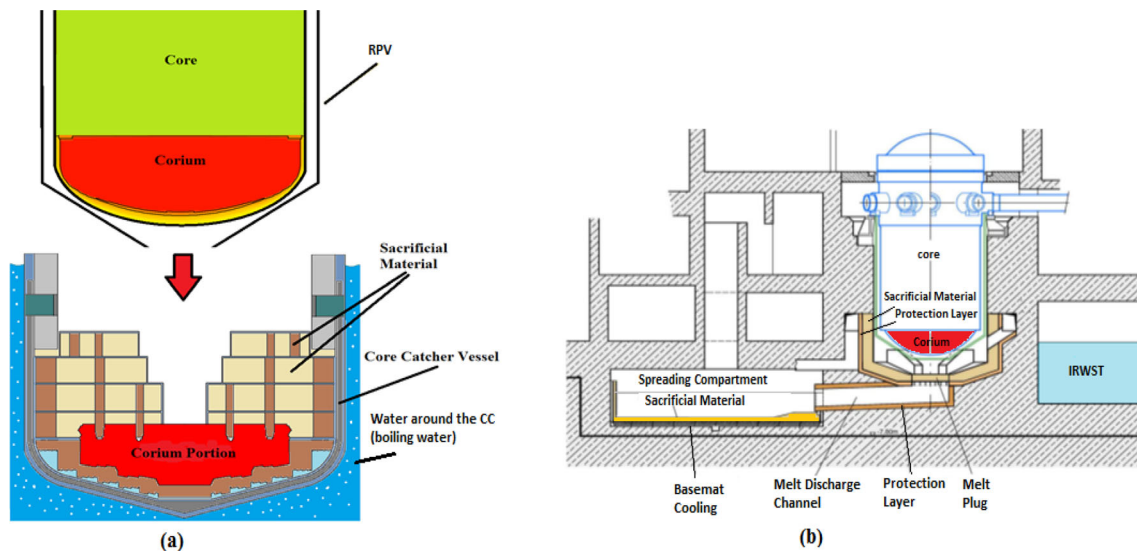 Core
RPV
Corium
Sacrificial
Material
Core Catcher Vessel
Water around the CC
(boiling water)
Corium Portion
(a)
core
Sacrificial Material
Protection Layer
Corium
IRWST
Spreading Compartment
Sacrificial Material
Basemat
Cooling
Melt Discharge
Channel
Protection
Layer
Melt
Plug
(b)